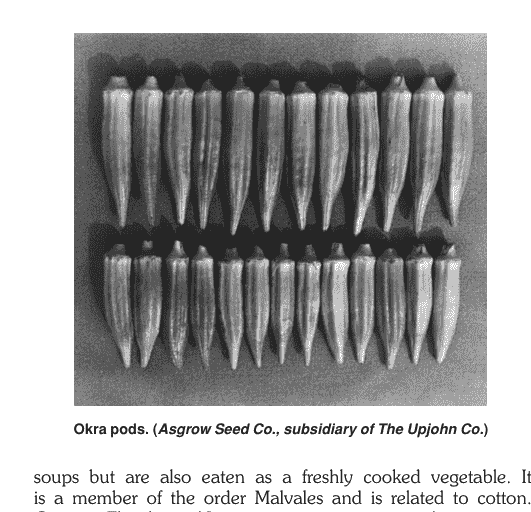 Okra pods. (Asgrow Seed Co., subsidiary of The Upjohn Co.)
soups but are also eaten as a freshly cooked vegetable. It
is a member of the order Malvales and is related to cotton.